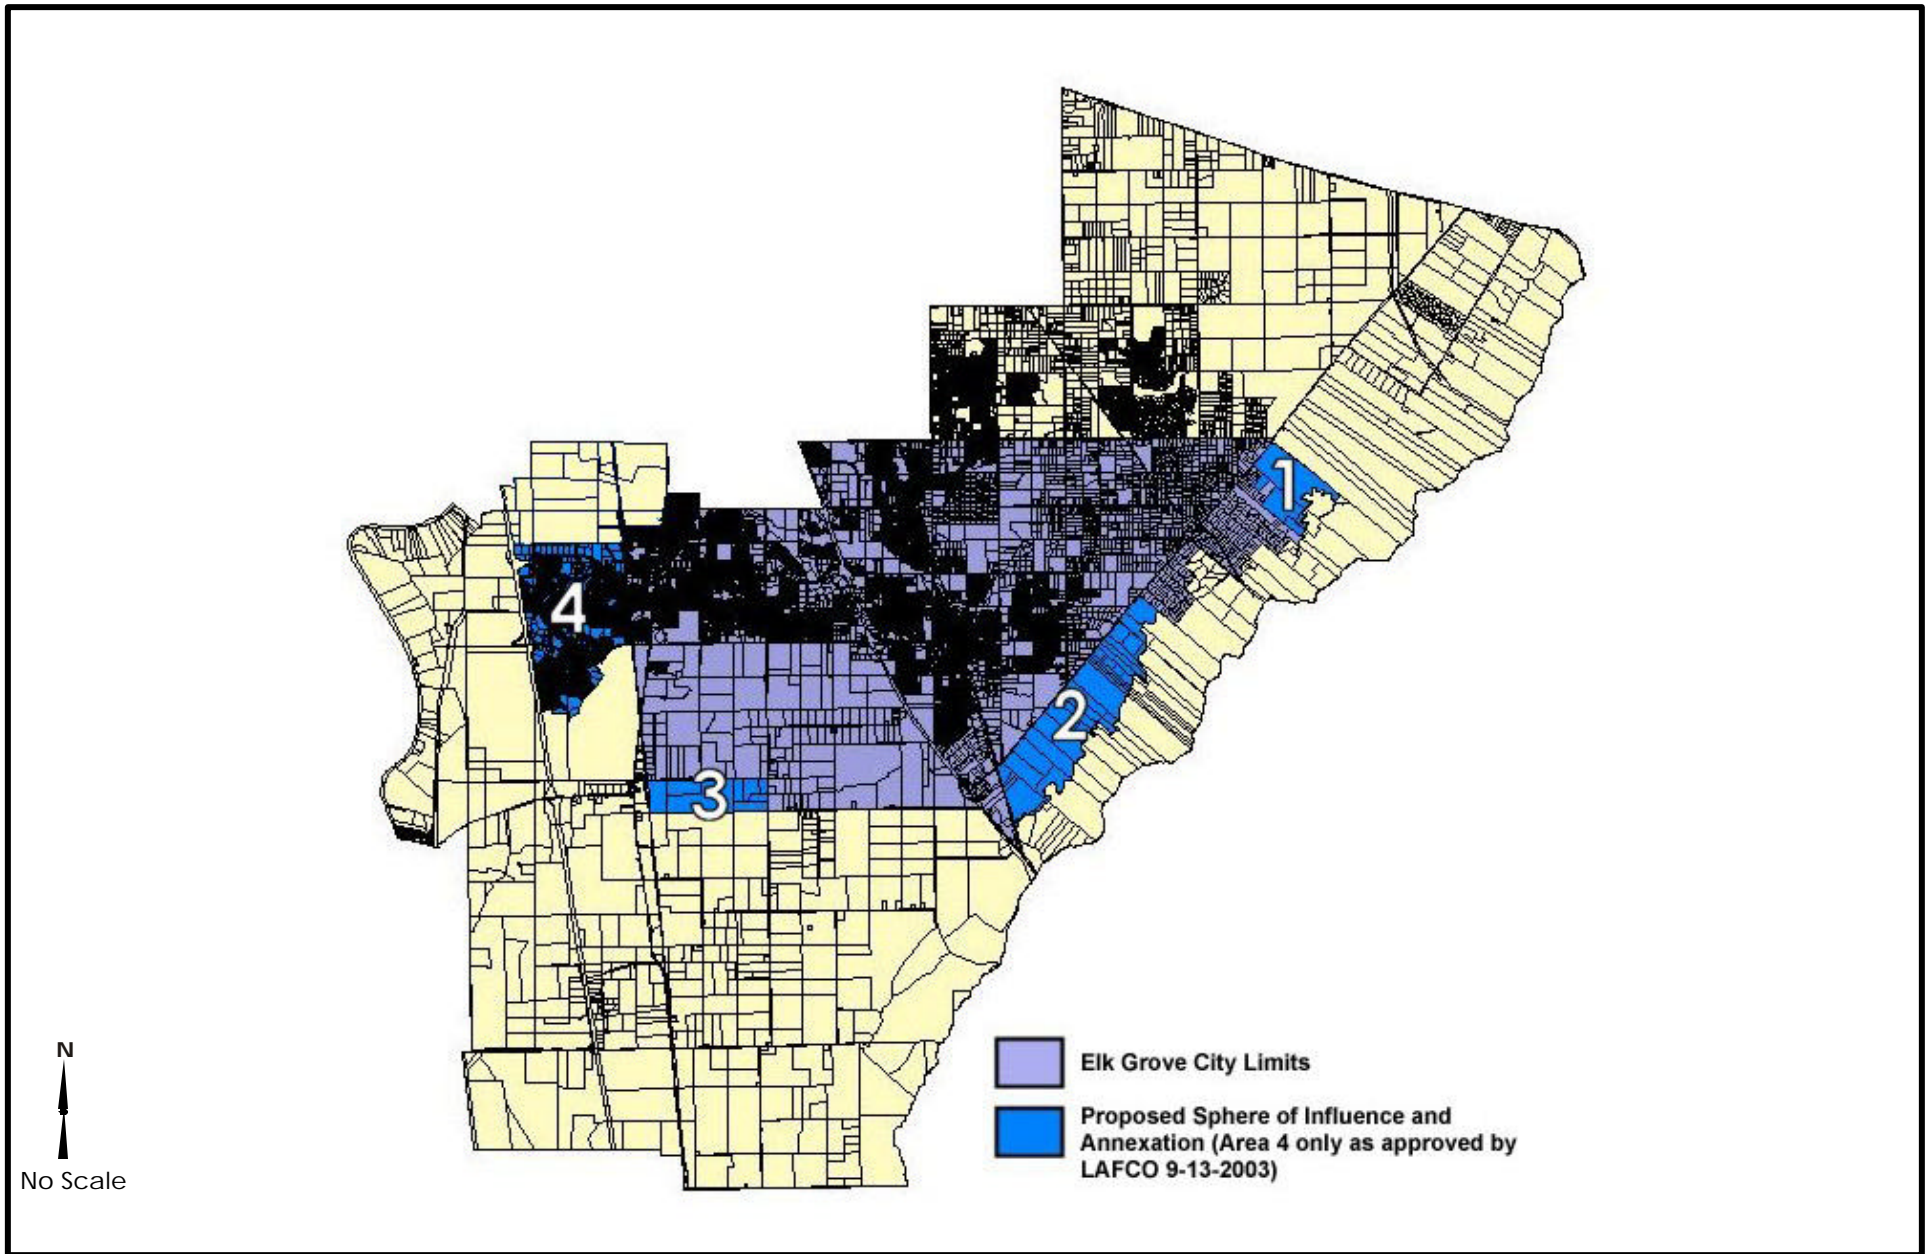 1
4
2
3
N
No Scale
Elk Grove City Limits
Proposed Sphere of Influence and
Annexation (Area 4 only as approved by
LAFCO 9-13-2003)